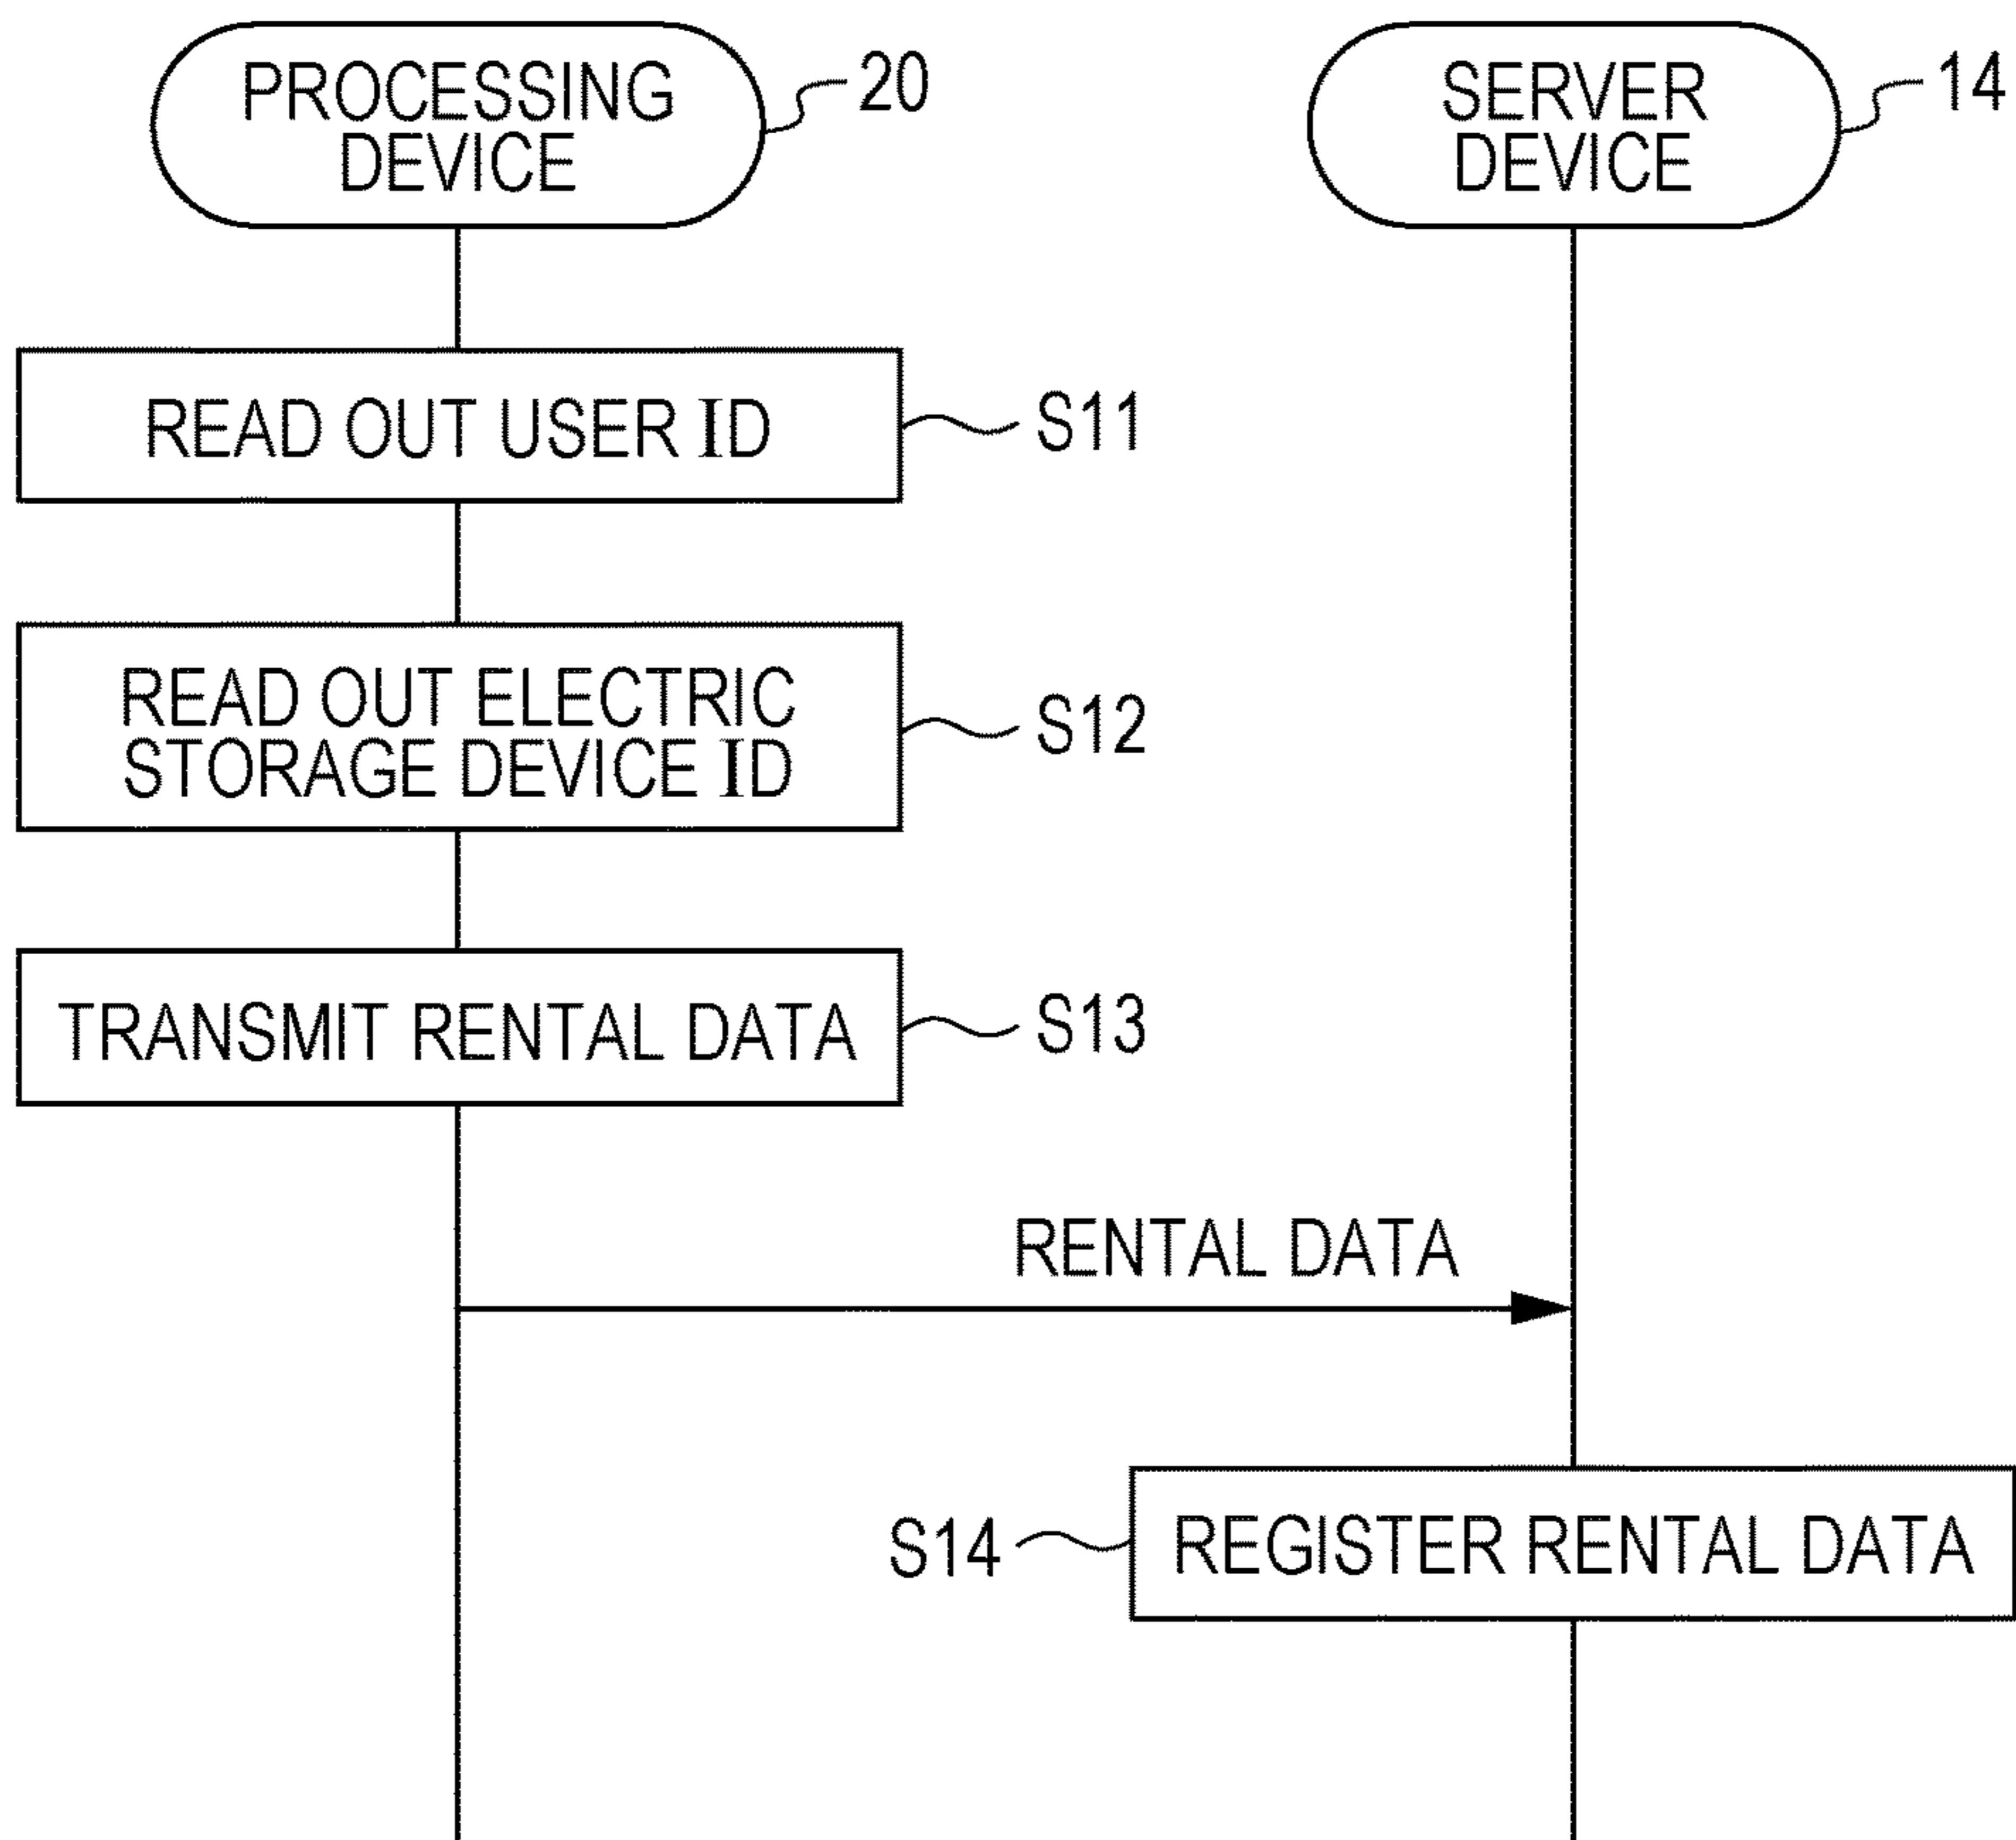 PROCESSING
DEVICE
20
SERVER
DEVICE
14
READ OUT USER ID
S11
READ OUT ELECTRIC
STORAGE DEVICE ID
S12
TRANSMIT RENTAL DATA
S13
RENTAL DATA
S14
REGISTER RENTAL DATA